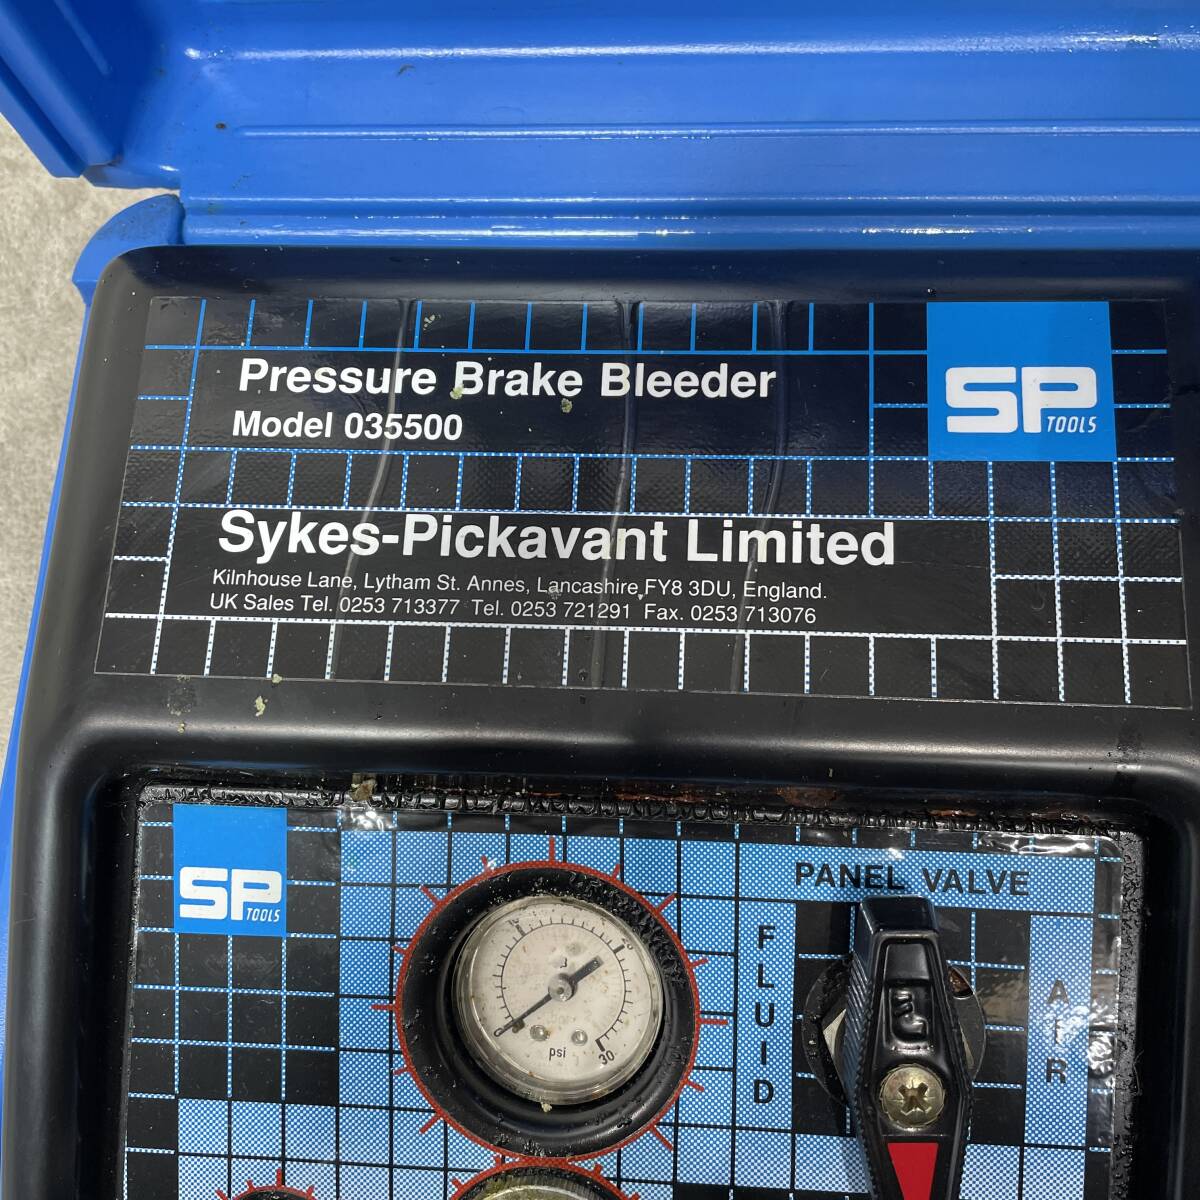 Pressure Brake Bleeder
Model 035500
SP
TOOLS
Sykes-Pickavant Limited
Kilnhouse Lane, Lytham St. Annes, Lancashire,FY8 3DU, England.
UK Sales Tel. 0253 713377 Tel. 0253 721291 Fax. 0253 713076
SP
TOOLS
PANEL VALVE
FLUID
AIR
20
psi
30